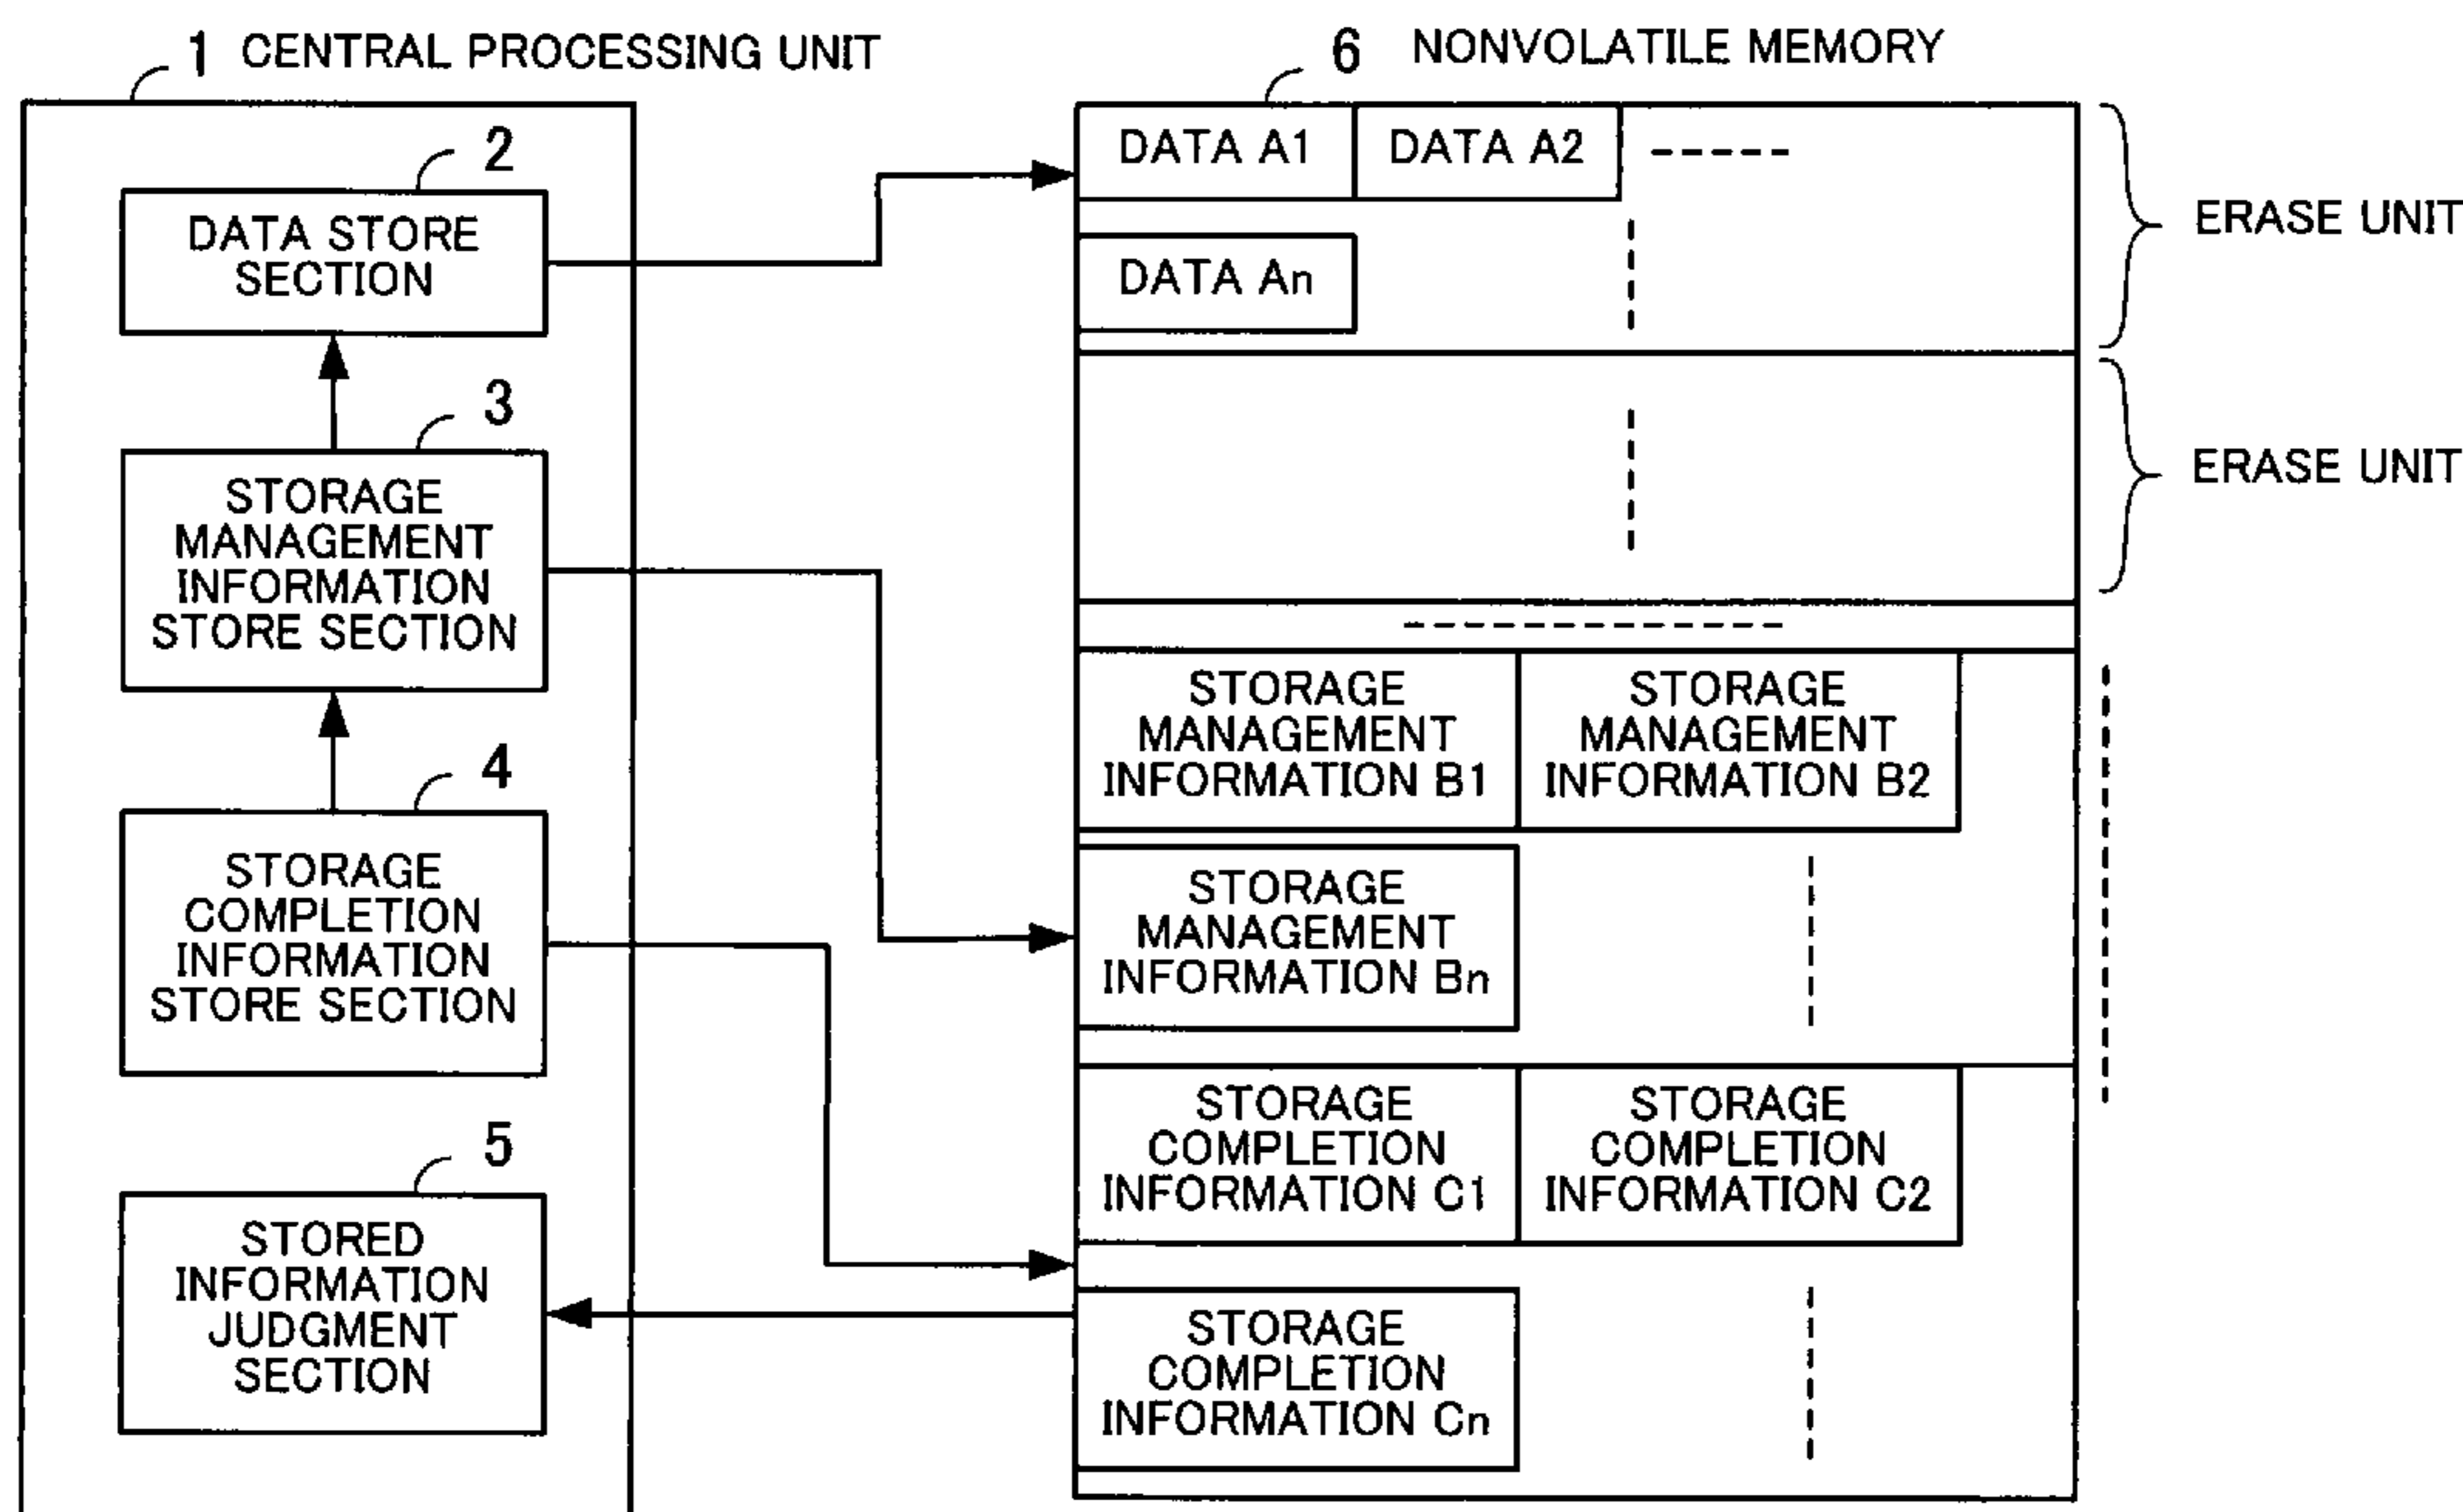 1 CENTRAL PROCESSING UNIT
2
DATA STORE
SECTION
3
STORAGE
MANAGEMENT
INFORMATION
STORE SECTION
4
STORAGE
COMPLETION
INFORMATION
STORE SECTION
5
STORED
INFORMATION
JUDGMENT
SECTION
6 NONVOLATILE MEMORY
DATA A1
DATA A2
DATA An
ERASE UNIT
ERASE UNIT
STORAGE
MANAGEMENT
INFORMATION B1
STORAGE
MANAGEMENT
INFORMATION B2
STORAGE
MANAGEMENT
INFORMATION Bn
STORAGE
COMPLETION
INFORMATION C1
STORAGE
COMPLETION
INFORMATION C2
STORAGE
COMPLETION
INFORMATION Cn